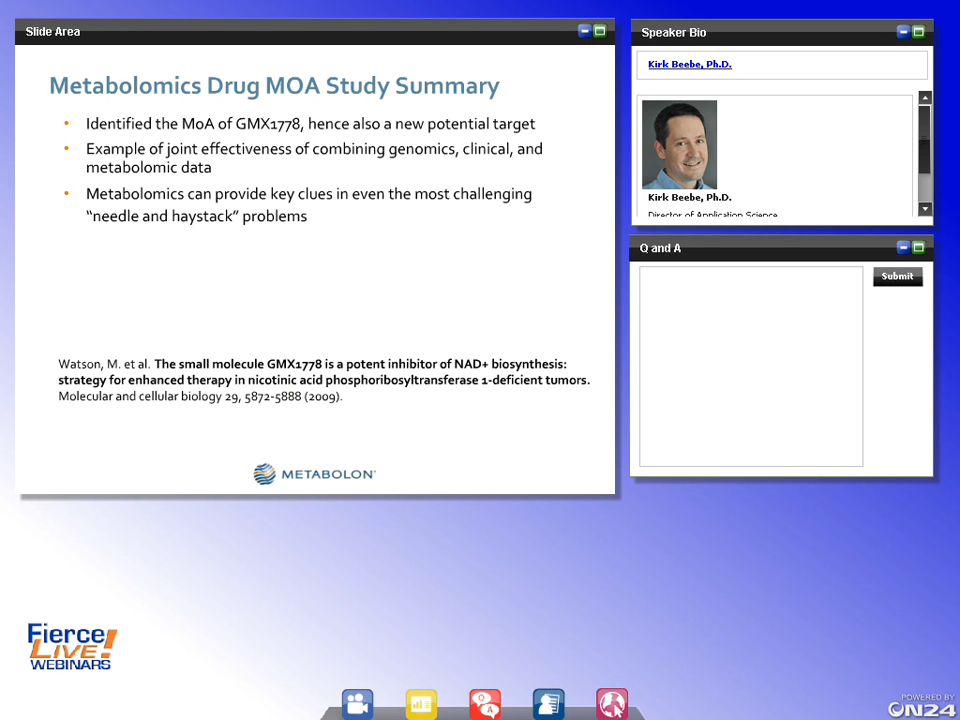 Slide Area
Metabolomics Drug MOA Study Summary
• Identified the MoA of GMX1778, hence also a new potential target
• Example of joint effectiveness of combining genomics, clinical, and
metabolomic data
• Metabolomics can provide key clues in even the most challenging
“needle and haystack” problems
Watson, M. et al. The small molecule GMX1778 is a potent inhibitor of NAD+ biosynthesis:
strategy for enhanced therapy in nicotinic acid phosphoribosyltransferase 1-deficient tumors.
Molecular and cellular biology 29, 5872-5888 (2009).
METABOLON
Speaker Bio
Kirk Beebe, Ph.D.
Kirk Beebe, Ph.D.
Director of Application Science
Q and A
Submit
Fierce
LIVE!
WEBINARS
Q
A
POWERED BY
ON24